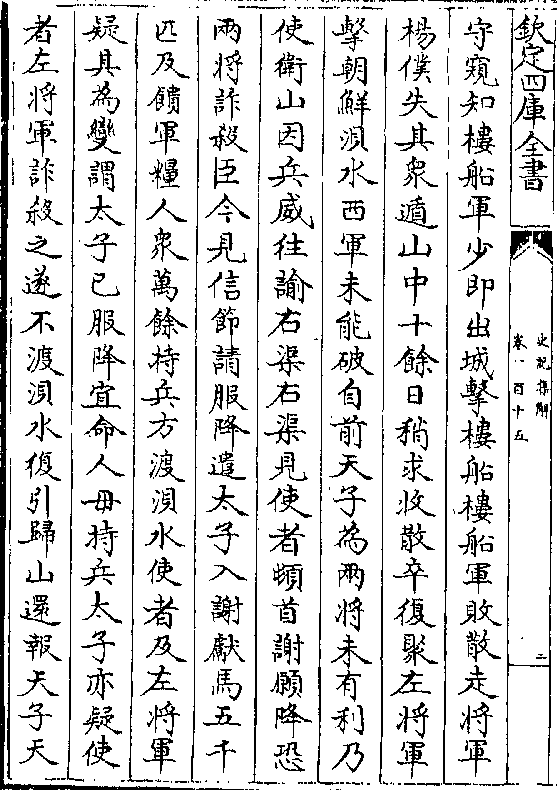 欽定四庫全書
史記集解
卷一百十五
二
守窺知樓船軍少即出城擊樓船樓船軍敗散走將軍
楊僕失其衆遁山中十餘日稍求收散卒復聚左將軍
擊朝鮮浿水西軍未能破自前天子為兩將未有利乃
使衛山因兵威往諭右渠右渠見使者頓首謝願降恐
兩將詐殺臣今見信節請服降遣太子入謝獻馬五千
匹及饋軍糧人衆萬餘持兵方渡浿水使者及左將軍
疑其為變謂太子已服降宜命人毋持兵太子亦疑使
者左將軍詐殺之遂不渡浿水復引歸山還報天子天